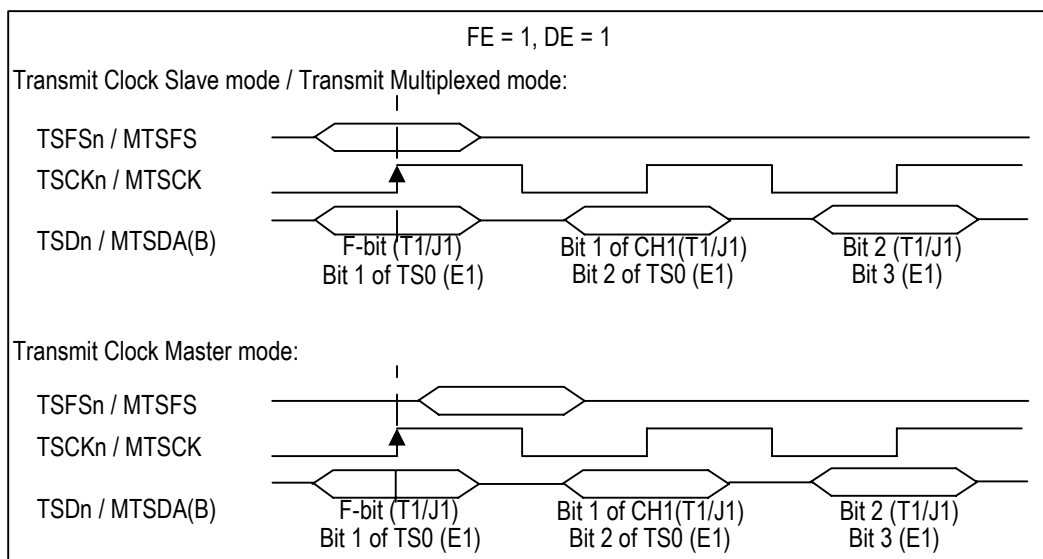 FE = 1, DE = 1
Transmit Clock Slave mode / Transmit Multiplexed mode:
TSFSn / MTSFS
TSCKn / MTSCK
TSDn / MTSDA(B)
F-bit (T1/J1)
Bit 1 of TS0 (E1)
Bit 1 of CH1(T1/J1)
Bit 2 of TS0 (E1)
Bit 2 (T1/J1)
Bit 3 (E1)
Transmit Clock Master mode:
TSFSn / MTSFS
TSCKn / MTSCK
TSDn / MTSDA(B)
F-bit (T1/J1)
Bit 1 of TS0 (E1)
Bit 1 of CH1(T1/J1)
Bit 2 of TS0 (E1)
Bit 2 (T1/J1)
Bit 3 (E1)